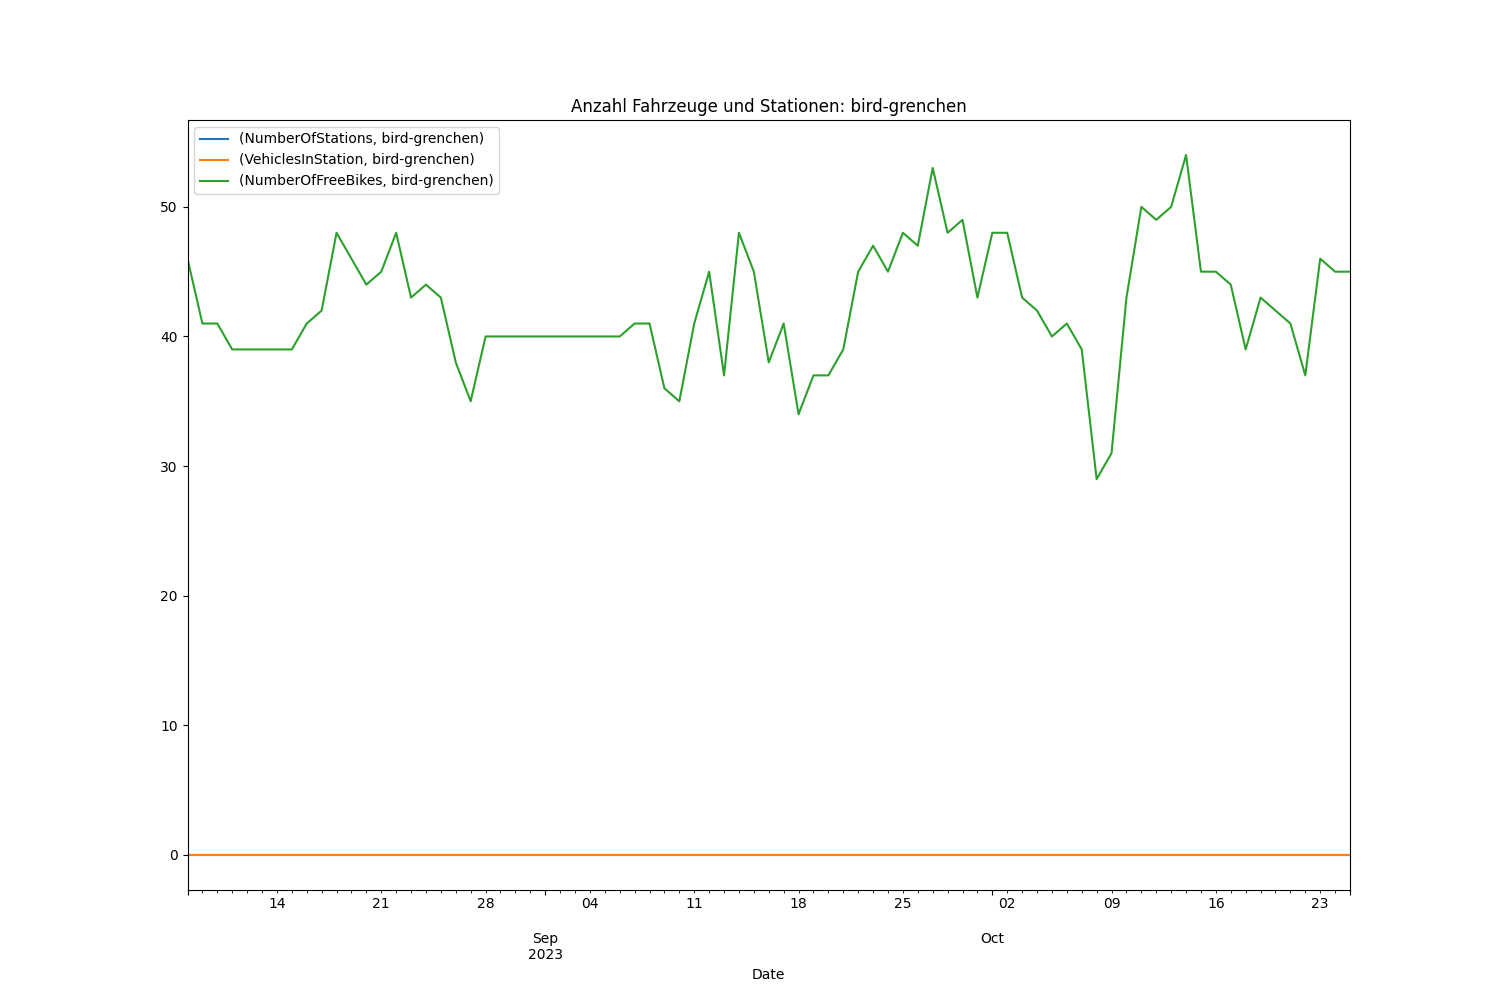 Anzahl Fahrzeuge und Stationen: bird-grenchen
(NumberOfStations, bird-grenchen)
(VehiclesInStation, bird-grenchen)
(NumberOfFreeBikes, bird-grenchen)
50
40
30
20
10
0
14 21 28 04 11 18 25 02 09 16 23
Sep Oct
2023
Date